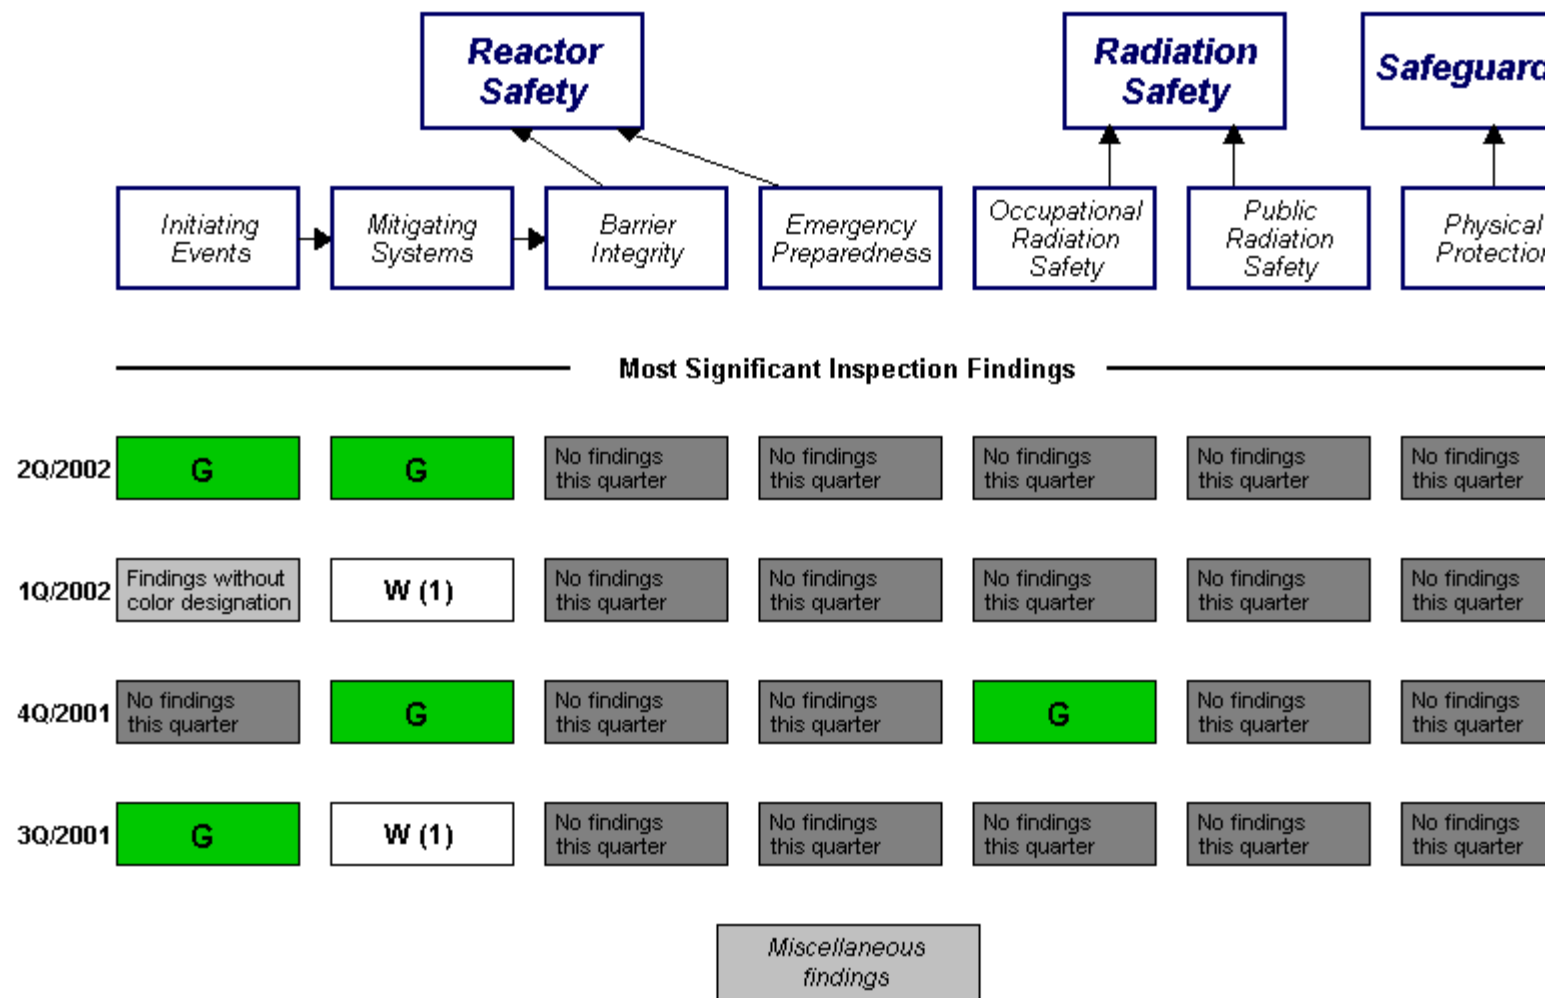 Reactor
Safety
Radiation
Safety
Safeguard
Initiating
Events
Mitigating
Systems
Barrier
Integrity
Emergency
Preparedness
Occupational
Radiation
Safety
Public
Radiation
Safety
Physical
Protection
Most Significant Inspection Findings
2Q/2002
G
G
No findings
this quarter
No findings
this quarter
No findings
this quarter
No findings
this quarter
No findings
this quarter
1Q/2002
Findings without
color designation
W (1)
No findings
this quarter
No findings
this quarter
No findings
this quarter
No findings
this quarter
No findings
this quarter
4Q/2001
No findings
this quarter
G
No findings
this quarter
No findings
this quarter
G
No findings
this quarter
No findings
this quarter
3Q/2001
G
W (1)
No findings
this quarter
No findings
this quarter
No findings
this quarter
No findings
this quarter
No findings
this quarter
Miscellaneous
findings